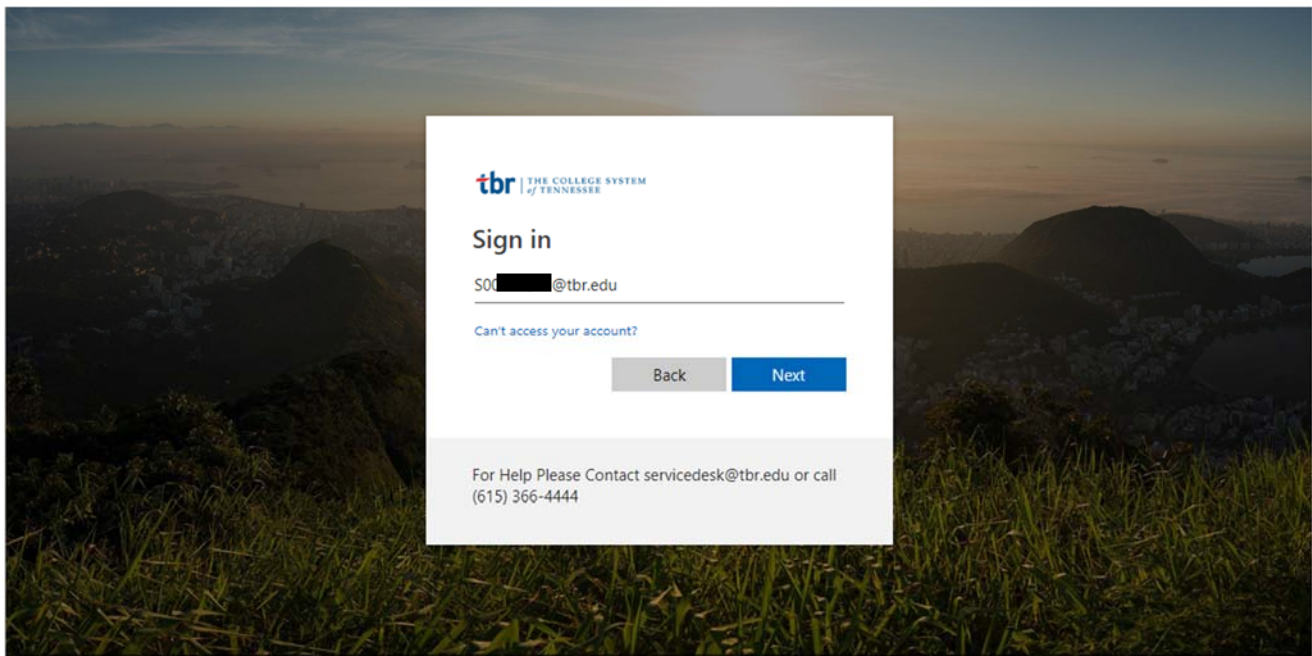 tbr | THE COLLEGE SYSTEM
of TENNESSEE
Sign in
S00 @tbr.edu
Can't access your account?
Back Next
For Help Please Contact servicedesk@tbr.edu or call
(615) 366-4444